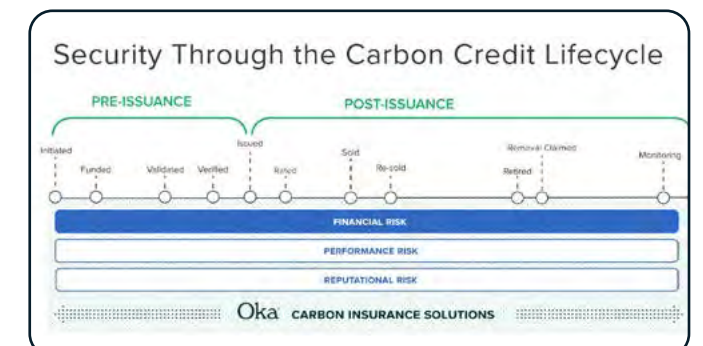 Security Through the Carbon Credit Lifecycle
PRE-ISSUANCE POST-ISSUANCE
Initiated Funded Validated Verified Issued Rated Sold Re-sold Retired Removal Claimed Monitoring
FINANCIAL RISK
PERFORMANCE RISK
REPUTATIONAL RISK
Oka CARBON INSURANCE SOLUTIONS